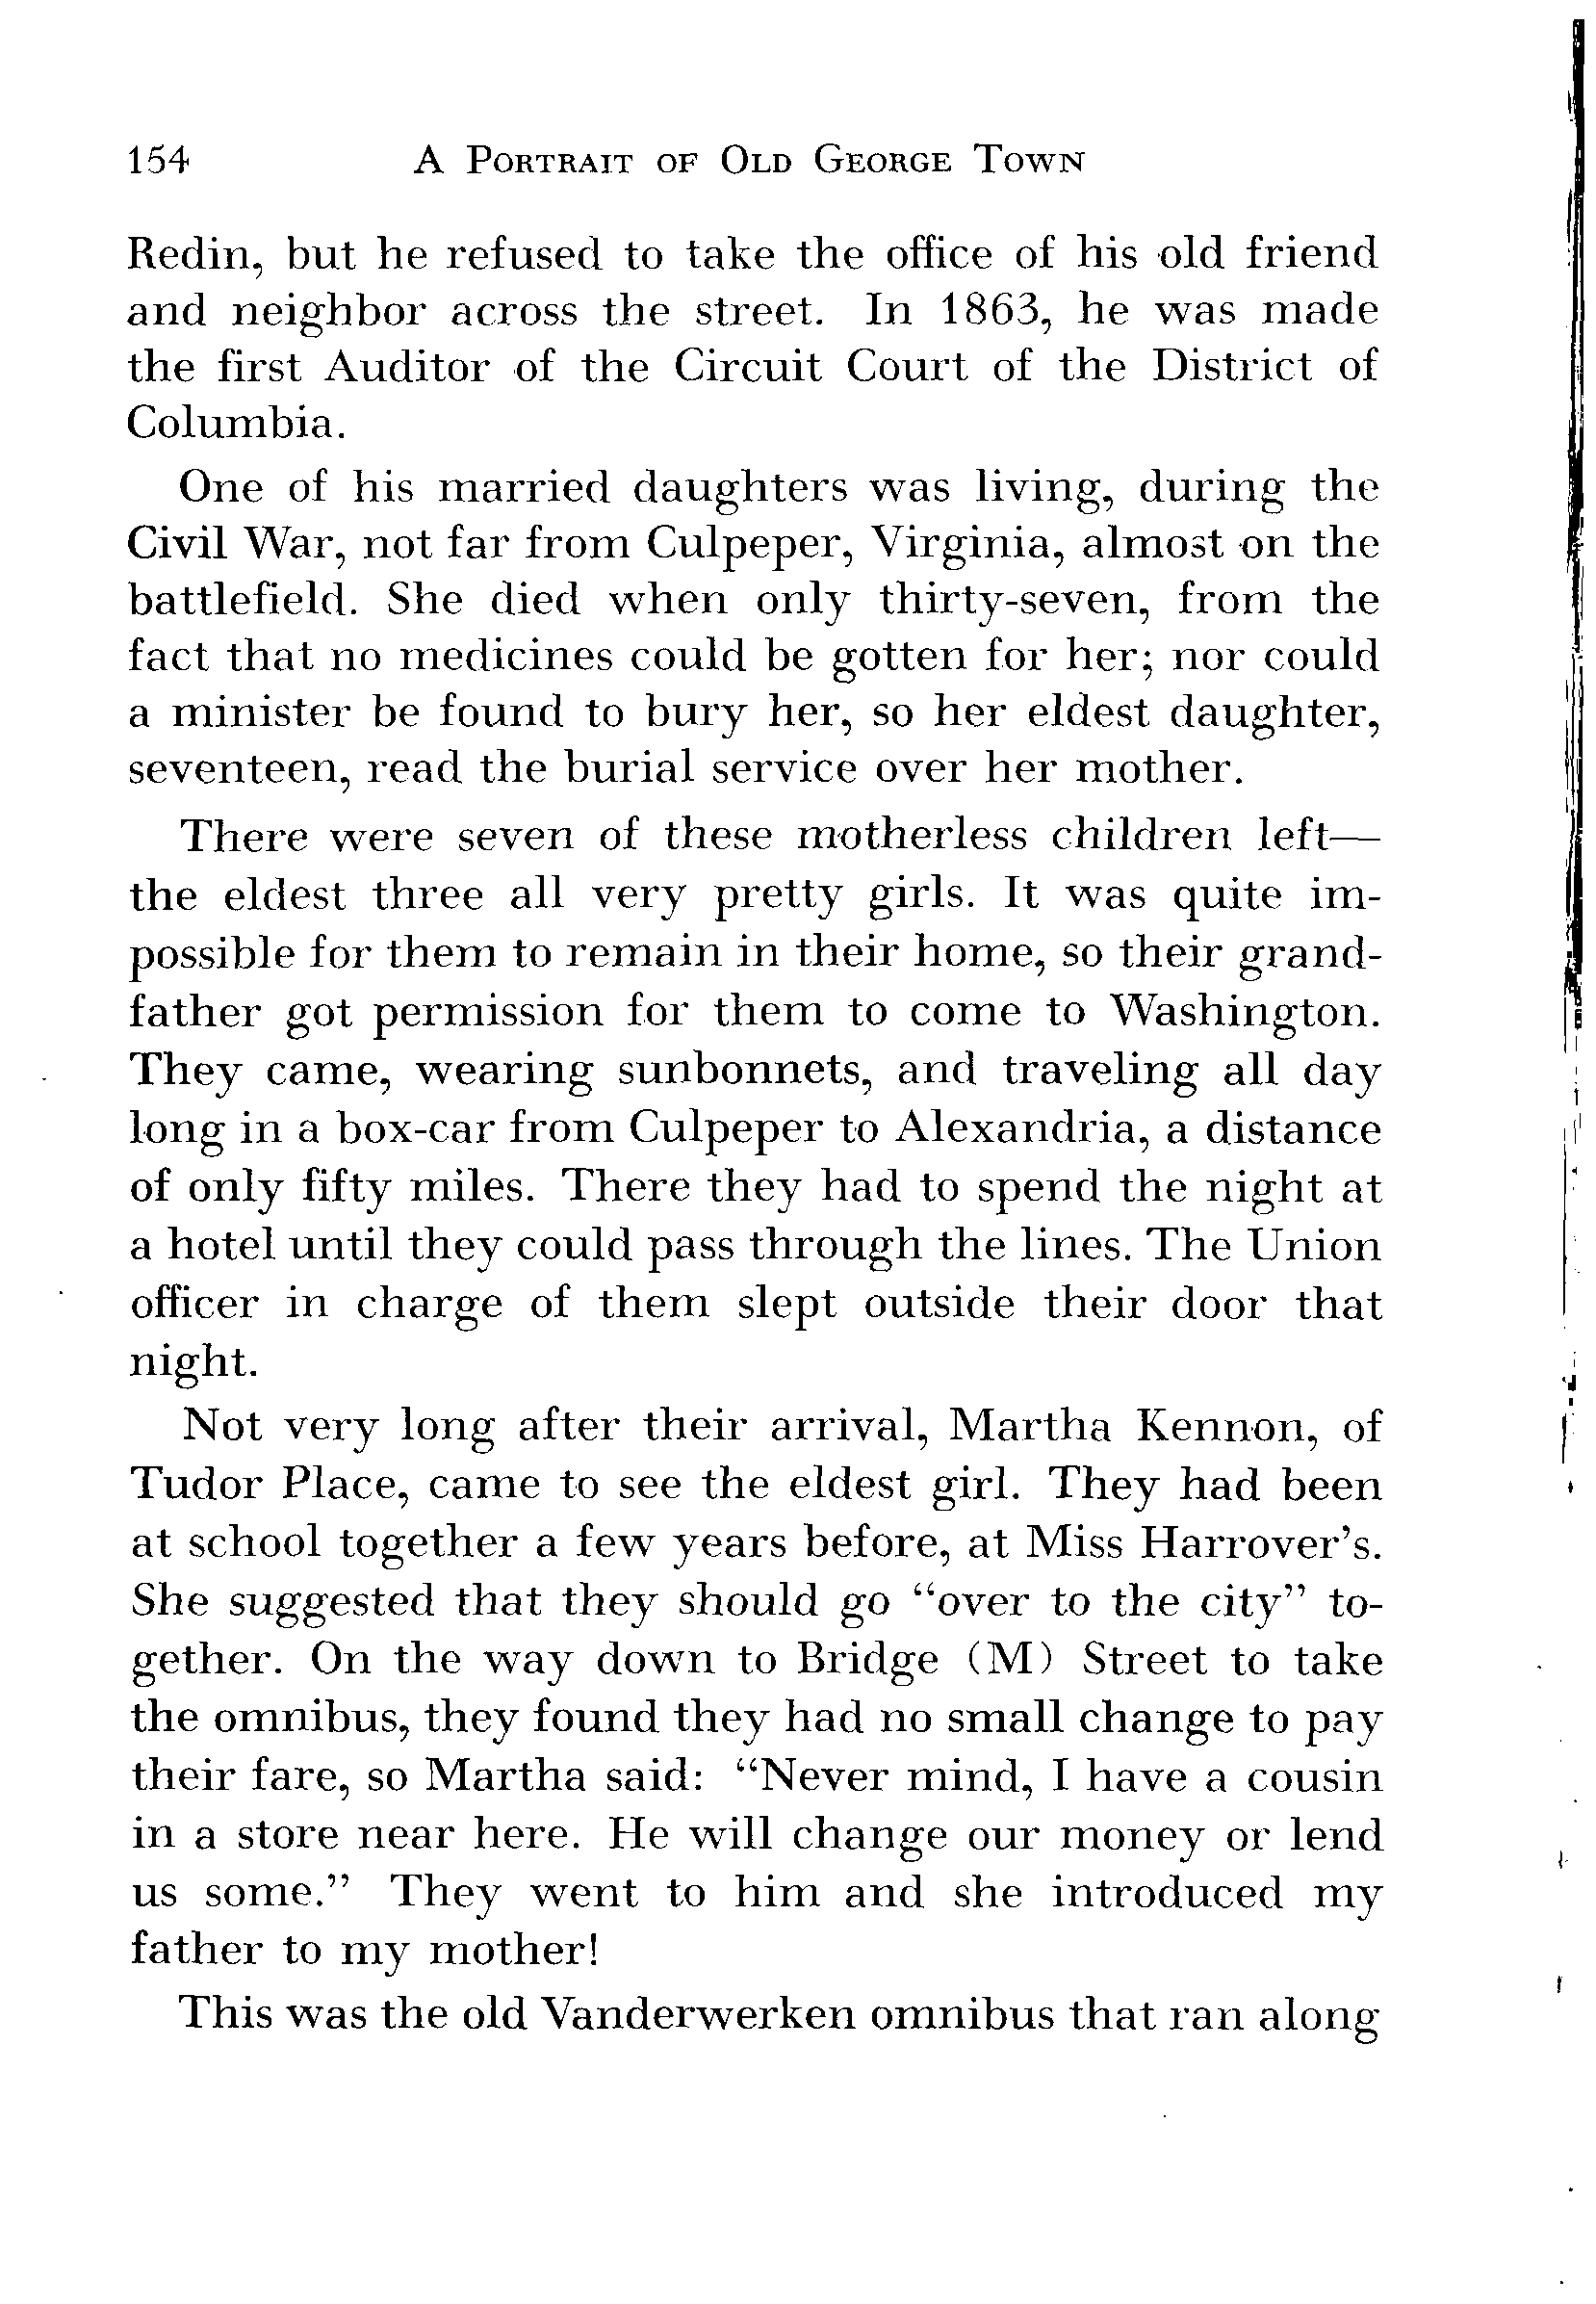 154 A Portrait of Old George Town
Redin, but he refused to take the office of his old friend
and neighbor across the street. In 1863, he was made
the first Auditor of the Circuit Court of the District of
Columbia.
One of his married daughters was living, during the
Civil War, not far from Culpeper, Virginia, almost on the
battlefield. She died when only thirty-seven, from the
fact that no medicines could be gotten for her; nor could
a minister be found to bury her, so her eldest daughter,
seventeen, read the burial service over her mother.
There were seven of these motherless children left—
the eldest three all very pretty girls. It was quite im-
possible for them to remain in their home, so their grand-
father got permission for them to come to Washington.
They came, wearing sunbonnets, and traveling all day
long in a box-car from Culpeper to Alexandria, a distance
of only fifty miles. There they had to spend the night at
a hotel until they could pass through the lines. The Union
officer in charge of them slept outside their door that
night.
Not very long after their arrival, Martha Kennon, of
Tudor Place, came to see the eldest girl. They had been
at school together a few years before, at Miss Harrover's.
She suggested that they should go "over to the city" to-
gether. On the way down to Bridge (M) Street to take
the omnibus, they found they had no small change to pay
their fare, so Martha said: "Never mind, I have a cousin
in a store near here. He will change our money or lend
us some." They went to him and she introduced my
father to my mother!
This was the old Vanderwerken omnibus that ran along